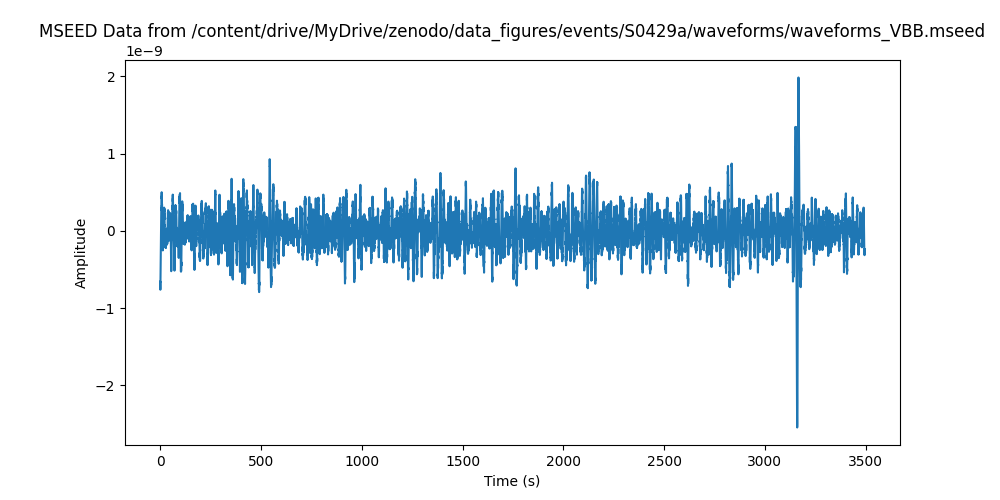 MSEED Data from /content/drive/MyDrive/zenodo/data_figures/events/S0429a/waveforms/waveforms_VBB.mseed
1e−9
2
1
0
−1
−2
Amplitude
0 500 1000 1500 2000 2500 3000 3500
Time (s)